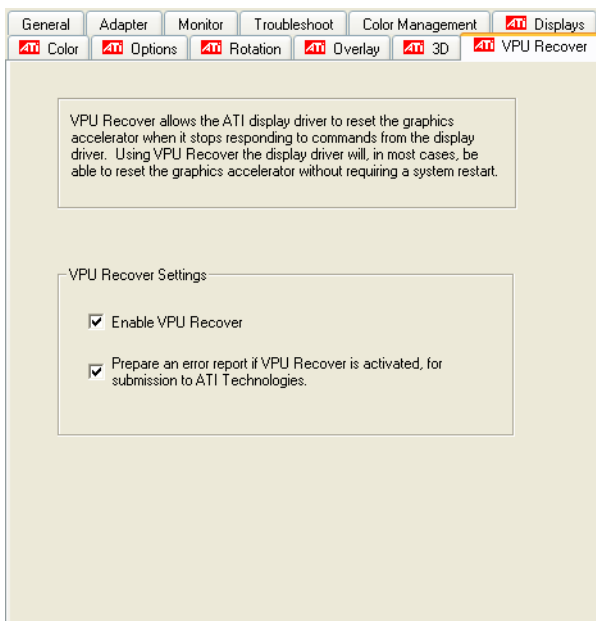 General Adapter Monitor Troubleshoot Color Management ATI Displays
ATI Color ATI Options ATI Rotation ATI Overlay ATI 3D ATI VPU Recover
VPU Recover allows the ATI display driver to reset the graphics
accelerator when it stops responding to commands from the display
driver. Using VPU Recover the display driver will, in most cases, be
able to reset the graphics accelerator without requiring a system restart.
VPU Recover Settings
Enable VPU Recover
Prepare an error report if VPU Recover is activated, for
submission to ATI Technologies.